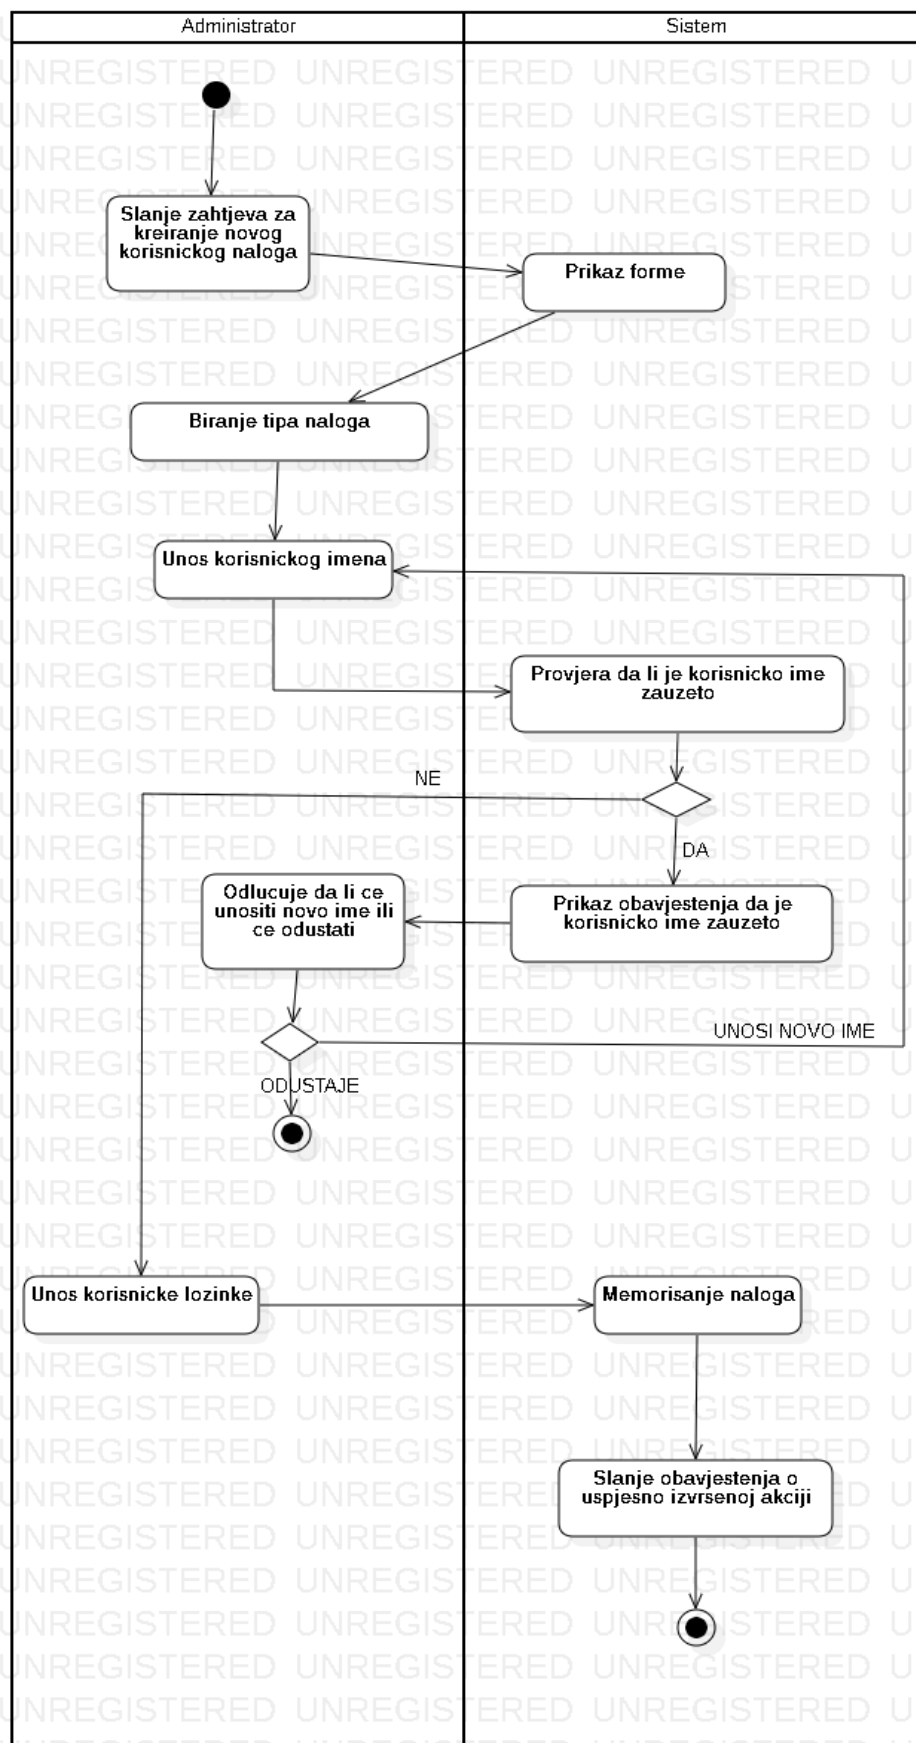 Administrator
Sistem
Slanje zahtjeva za
kreiranje novog
korisnickog naloga
Prikaz forme
Biranje tipa naloga
Unos korisnickog imena
Provjera da li je korisnicko ime
zauzeto
NE
DA
Odlucuje da li ce
unositi novo ime ili
ce odustati
Prikaz obavjestenja da je
korisnicko ime zauzeto
UNOSI NOVO IME
ODUSTAJE
Unos korisnicke lozinke
Memorisanje naloga
Slanje obavjestenja o
uspjesno izvrsenoj akciji
UNREGISTERED